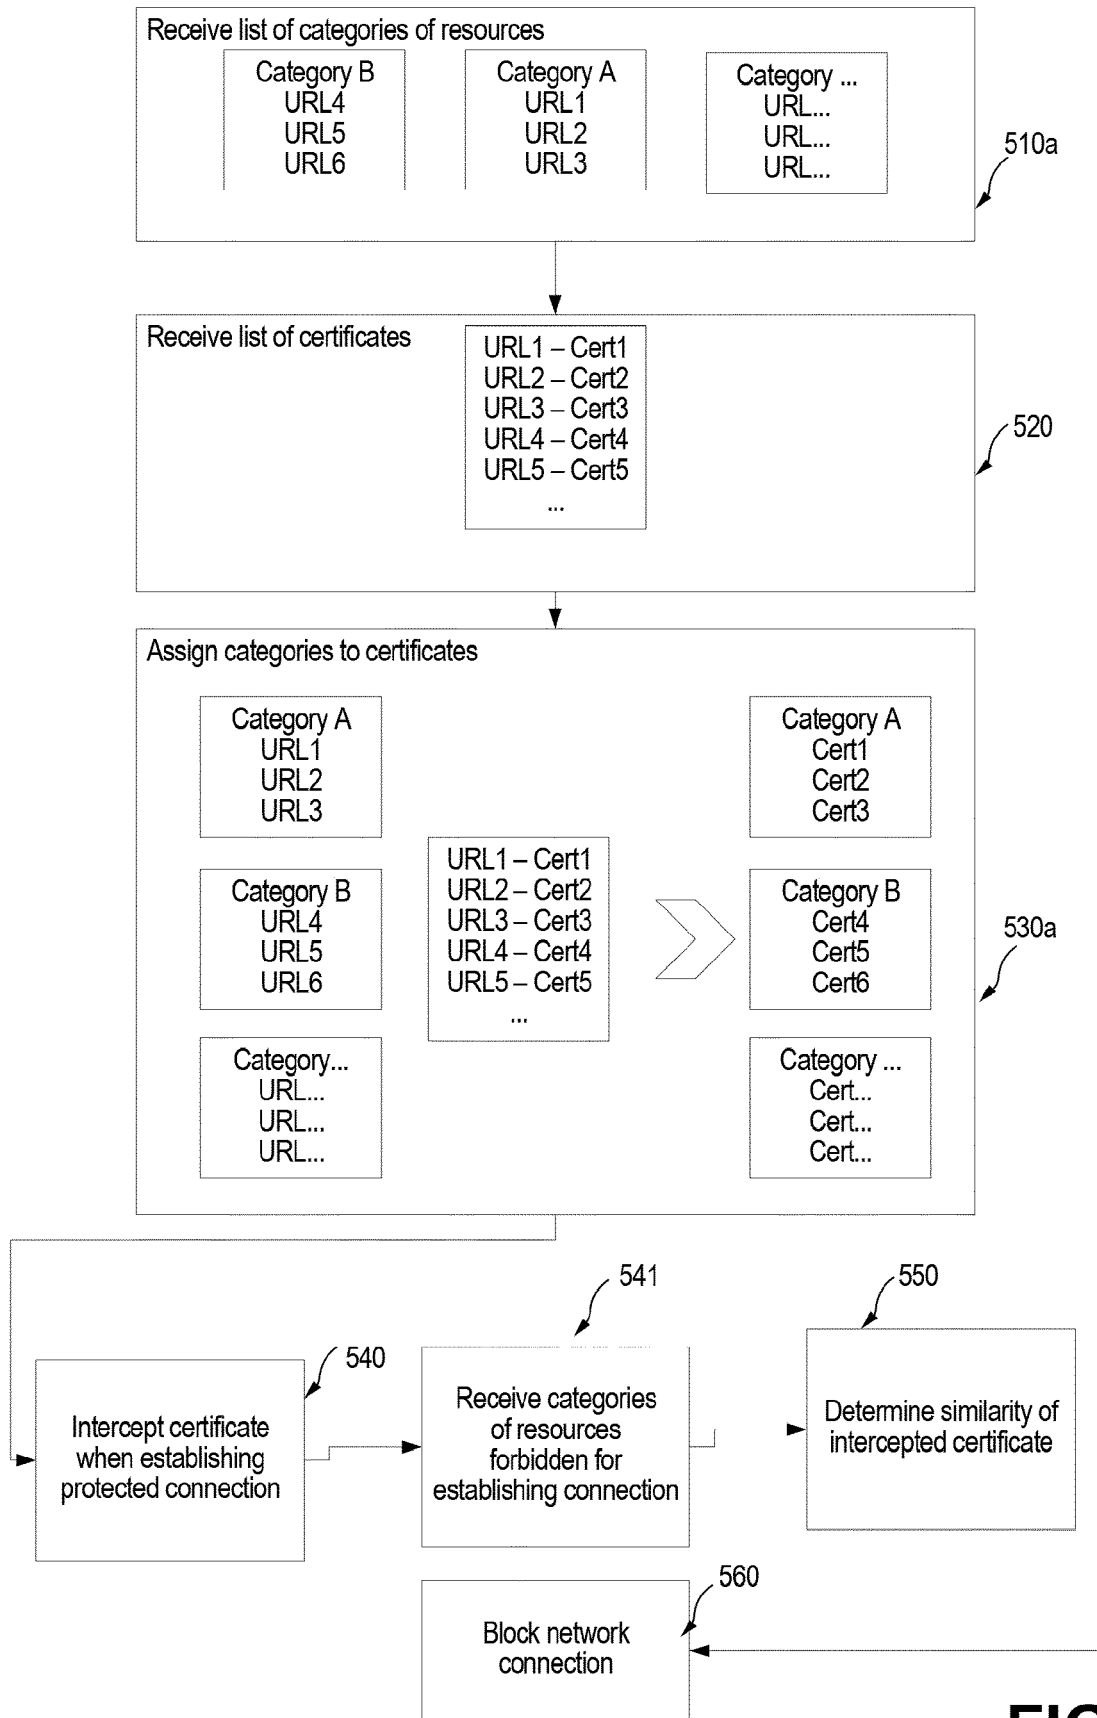 Receive list of categories of resources
Category B
URL4
URL5
URL6
Category A
URL1
URL2
URL3
Category ...
URL...
URL...
URL...
510a
Receive list of certificates
URL1 – Cert1
URL2 – Cert2
URL3 – Cert3
URL4 – Cert4
URL5 – Cert5
...
520
Assign categories to certificates
Category A
URL1
URL2
URL3
Category B
URL4
URL5
URL6
Category...
URL...
URL...
URL...
URL1 – Cert1
URL2 – Cert2
URL3 – Cert3
URL4 – Cert4
URL5 – Cert5
...
Category A
Cert1
Cert2
Cert3
Category B
Cert4
Cert5
Cert6
Category ...
Cert...
Cert...
Cert...
530a
540
Intercept certificate
when establishing
protected connection
541
Receive categories
of resources
forbidden for
establishing connection
550
Determine similarity of
intercepted certificate
560
Block network
connection